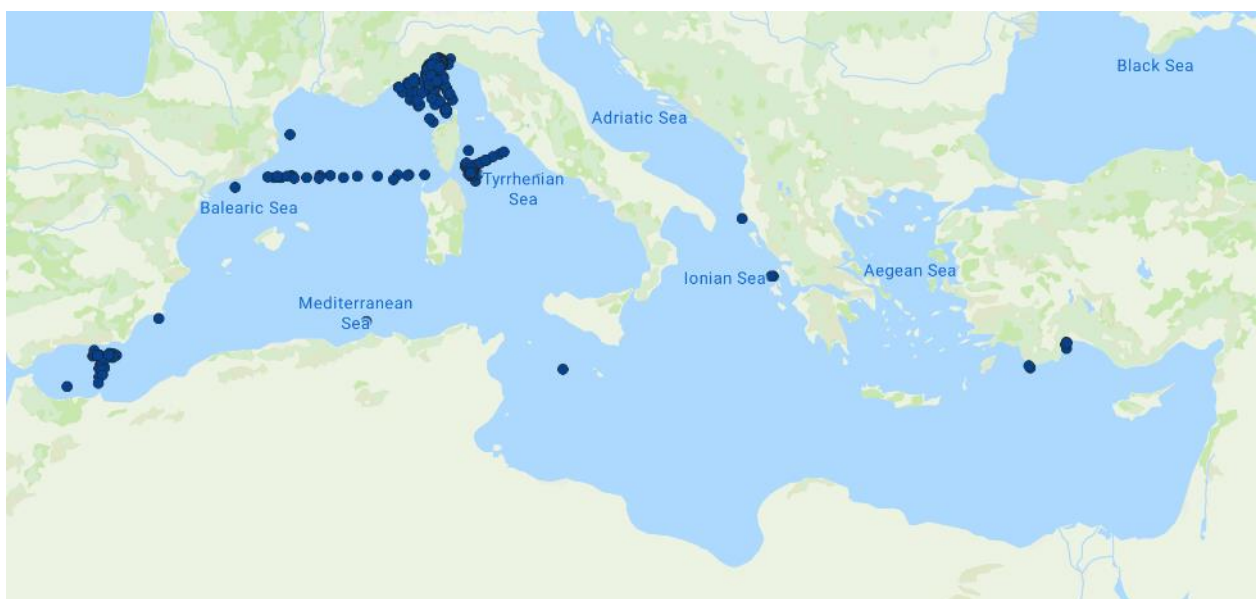 Black Sea
Adriatic Sea
Tyrrhenian
Sea
Balearic Sea
Ionian Sea
Aegean Sea
Mediterranean
Sea